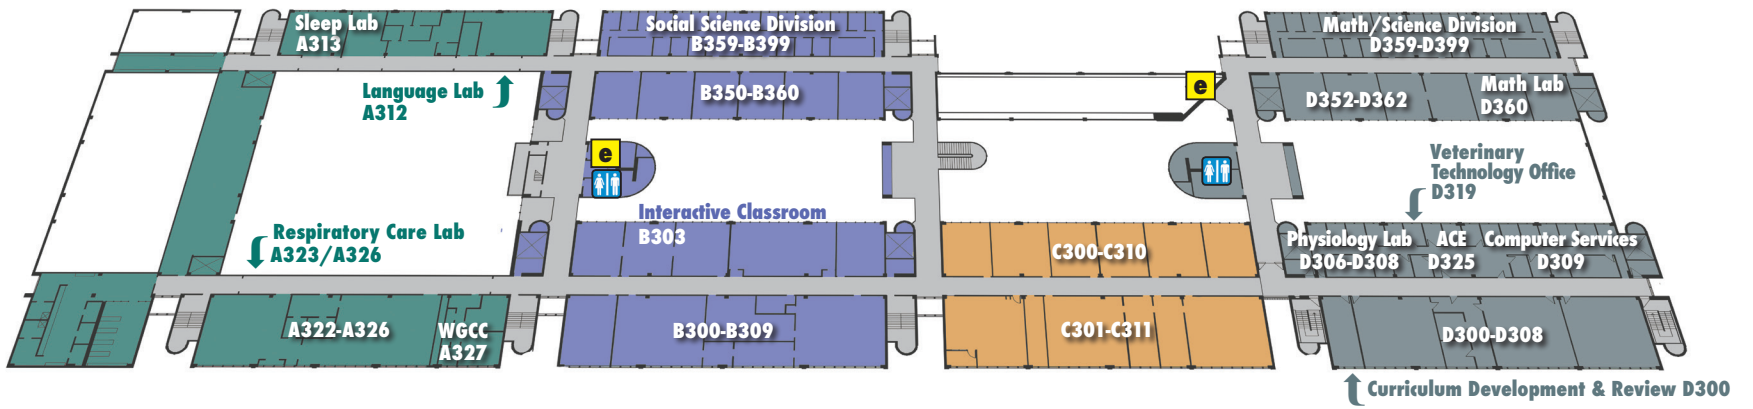 Sleep Lab
A313
Social Science Division
B359-B399
Math/Science Division
D359-D399
Language Lab
A312
B350-B360
e
D352-D362
Math Lab
D360
e
Veterinary
Technology Office
D319
Interactive Classroom
B303
Respiratory Care Lab
A323/A326
C300-C310
Physiology Lab
D306-D308
ACE
D325
Computer Services
D309
A322-A326
WGCC
A327
B300-B309
C301-C311
D300-D308
Curriculum Development & Review D300